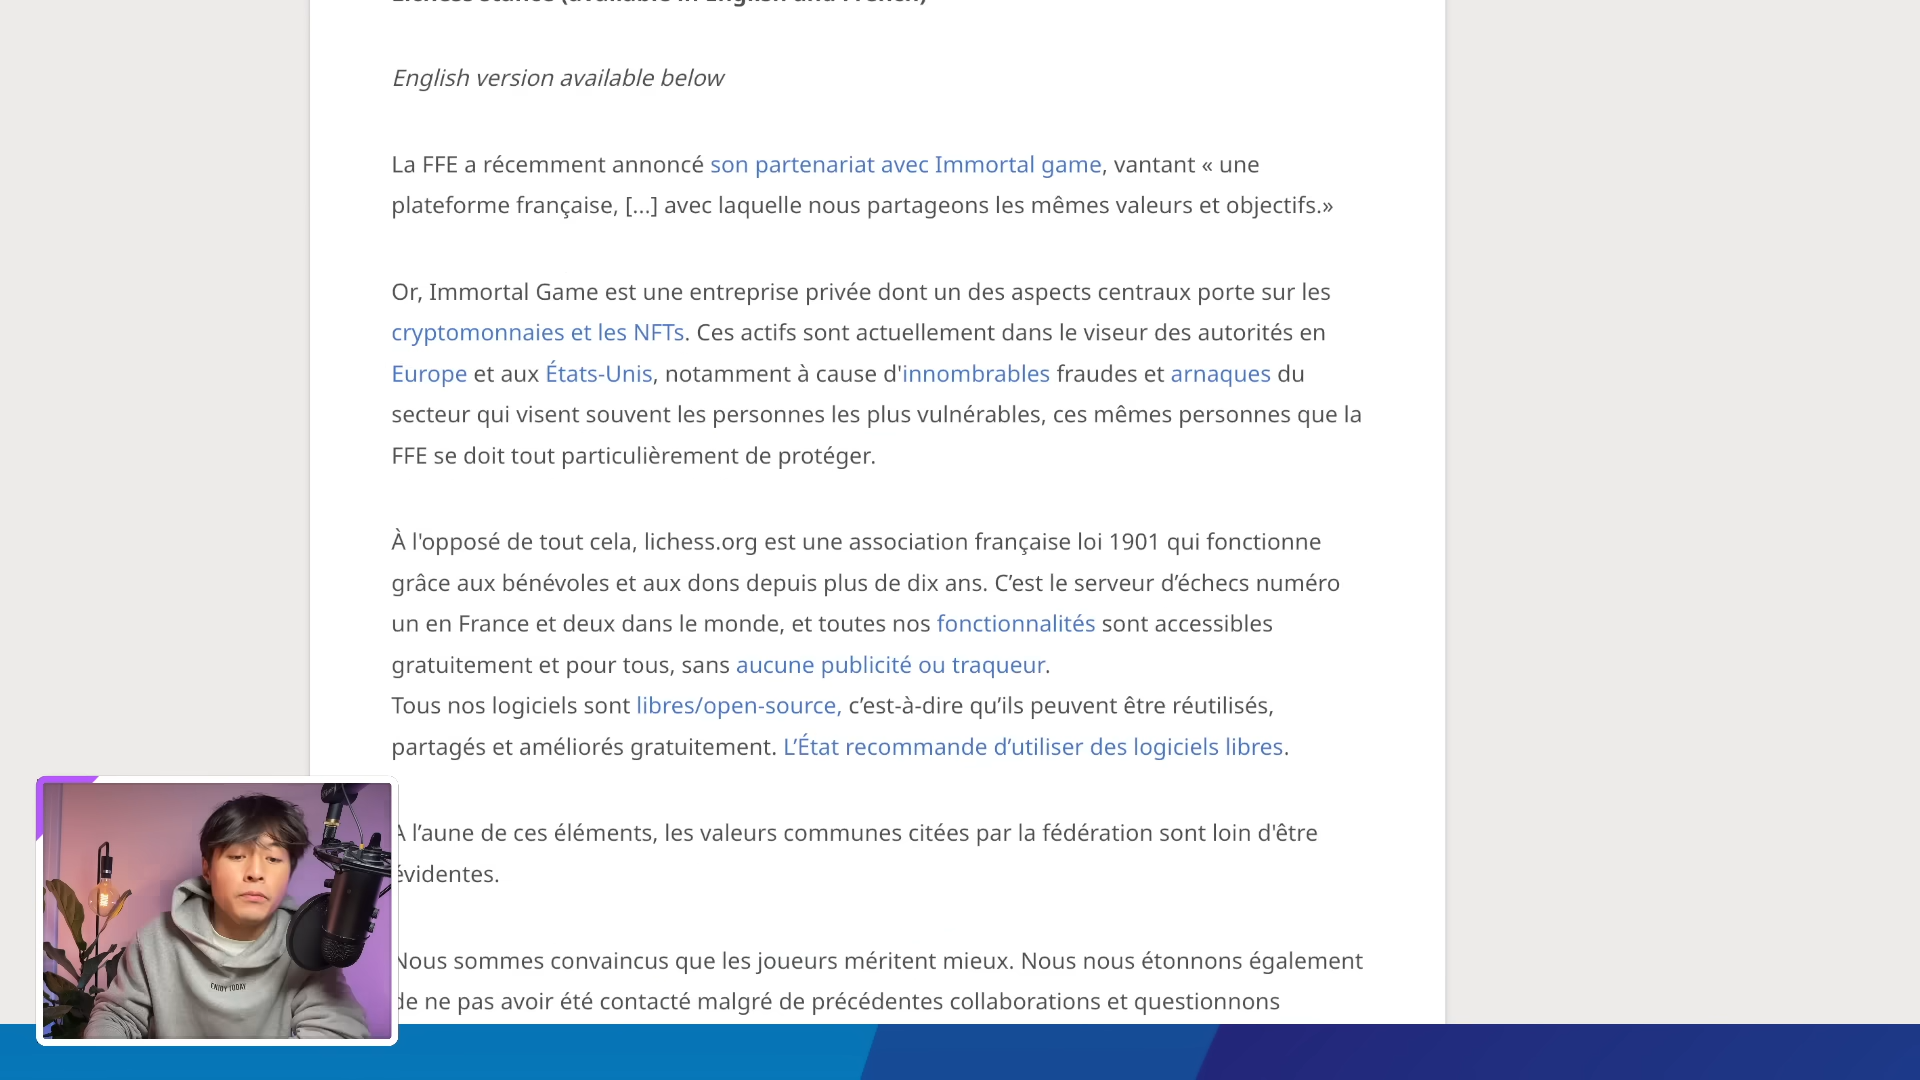 English version available below
La FFE a récemment annoncé son partenariat avec Immortal game, vantant « une
plateforme française, [...] avec laquelle nous partageons les mêmes valeurs et objectifs.»
Or, Immortal Game est une entreprise privée dont un des aspects centraux porte sur les
cryptomonnaies et les NFTs. Ces actifs sont actuellement dans le viseur des autorités en
Europe et aux États-Unis, notamment à cause d'innombrables fraudes et arnaques du
secteur qui visent souvent les personnes les plus vulnérables, ces mêmes personnes que la
FFE se doit tout particulièrement de protéger.
À l'opposé de tout cela, lichess.org est une association française loi 1901 qui fonctionne
grâce aux bénévoles et aux dons depuis plus de dix ans. C’est le serveur d’échecs numéro
un en France et deux dans le monde, et toutes nos fonctionnalités sont accessibles
gratuitement et pour tous, sans aucune publicité ou traqueur.
Tous nos logiciels sont libres/open-source, c’est-à-dire qu’ils peuvent être réutilisés,
partagés et améliorés gratuitement. L’État recommande d’utiliser des logiciels libres.
A l’aune de ces éléments, les valeurs communes citées par la fédération sont loin d'être
évidentes.
Nous sommes convaincus que les joueurs méritent mieux. Nous nous étonnons également
de ne pas avoir été contacté malgré de précédentes collaborations et questionnons
ENJOY TODAY